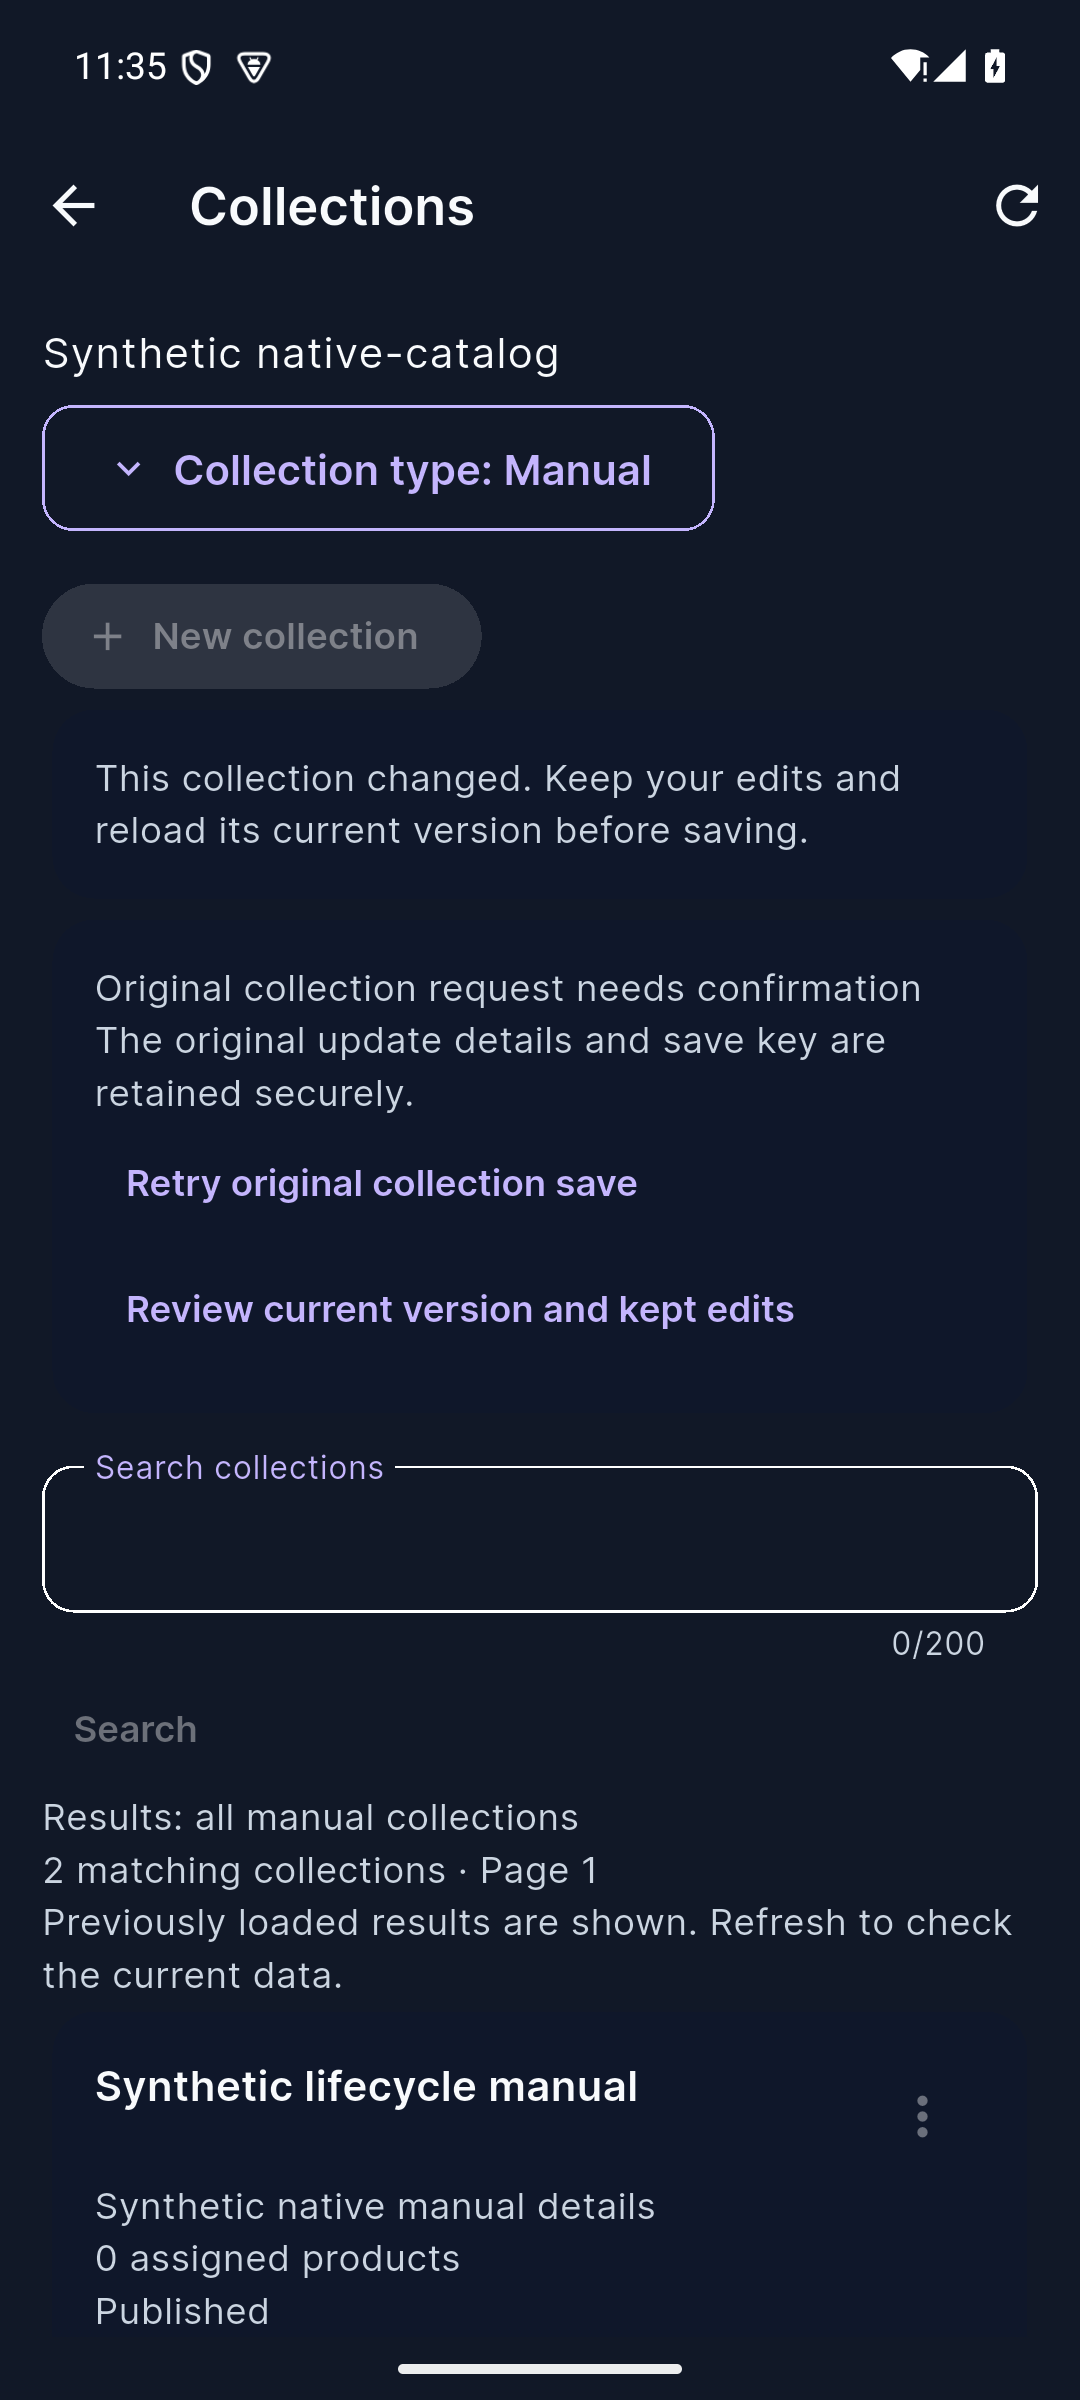 11:35
Collections
Synthetic native-catalog
Collection type: Manual
New collection
This collection changed. Keep your edits and
reload its current version before saving.
Original collection request needs confirmation
The original update details and save key are
retained securely.
Retry original collection save
Review current version and kept edits
Search collections
0/200
Search
Results: all manual collections
2 matching collections · Page 1
Previously loaded results are shown. Refresh to check
the current data.
Synthetic lifecycle manual
Synthetic native manual details
0 assigned products
Published